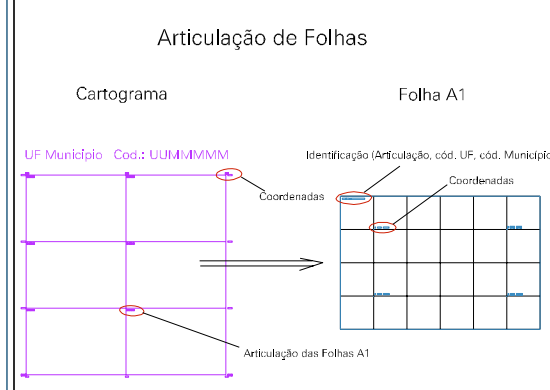 Articulação de Folhas
Cartograma
Folha A1
UF Municipio Cod.: UUMMMMM
Identificação (Articulação, cód. UF, cód. Município
Coordenadas
Coordenadas
Articulação das Folhas A1